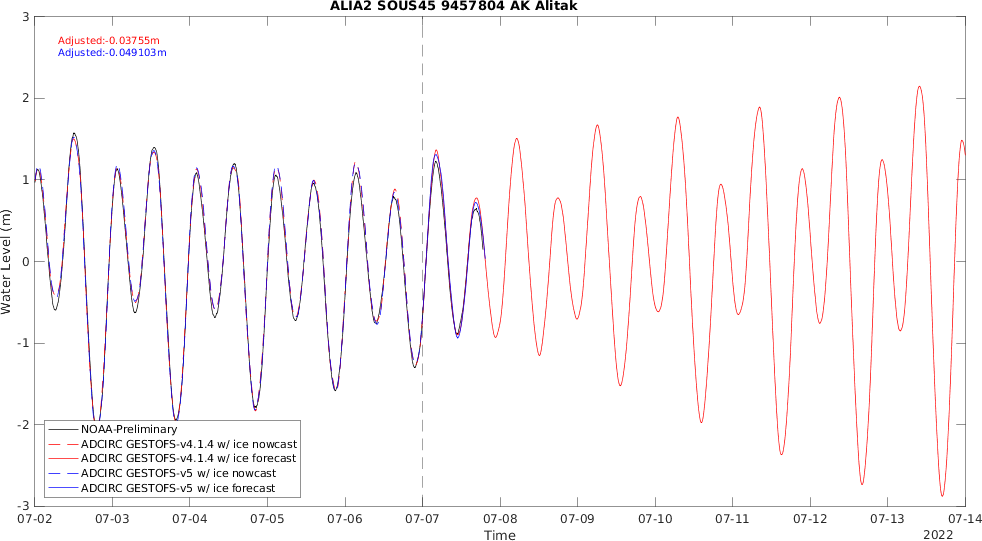 ALIA2 SOUS45 9457804 AK Alitak
Adjusted:-0.03755m
Adjusted:-0.049103m
3
2
1
0
-1
-2
-3
Water Level (m)
NOAA-Preliminary
ADCIRC GESTOFS-v4.1.4 w/ ice nowcast
ADCIRC GESTOFS-v4.1.4 w/ ice forecast
ADCIRC GESTOFS-v5 w/ ice nowcast
ADCIRC GESTOFS-v5 w/ ice forecast
07-02 07-03 07-04 07-05 07-06 07-07 07-08 07-09 07-10 07-11 07-12 07-13 07-14
Time
2022